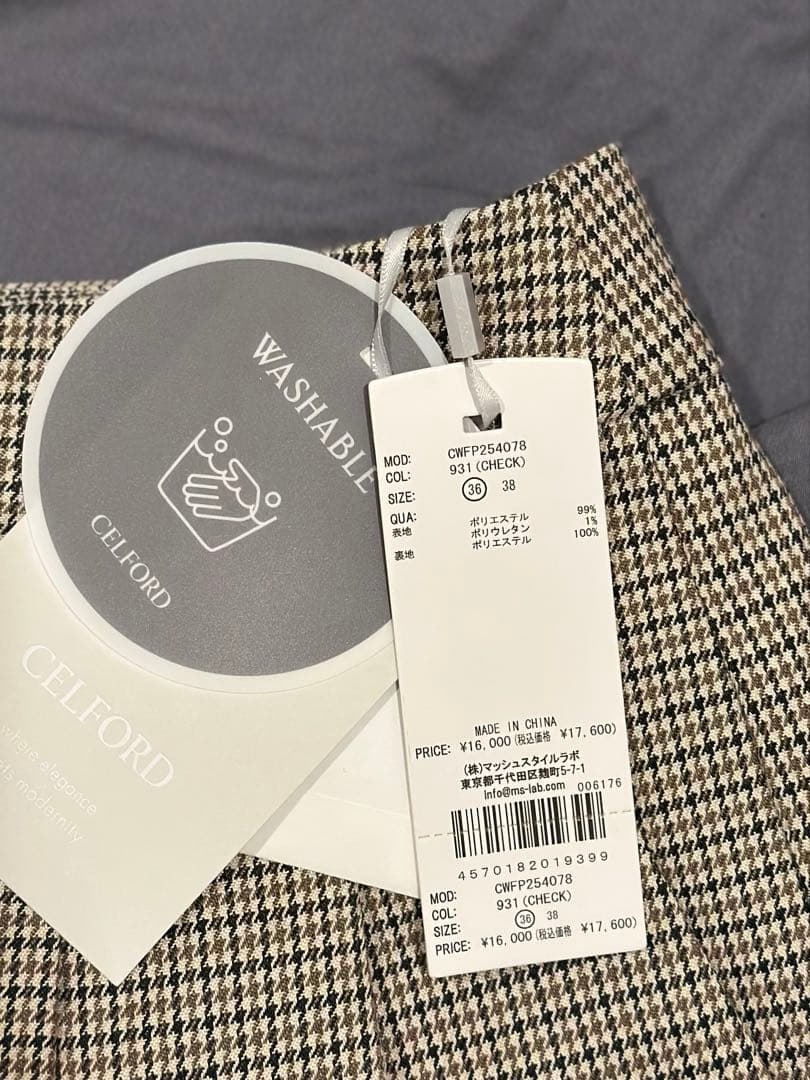 WASHABLE
CELFORD
CELFORD
where elegance
meets modernity
MOD: CWFP254078
COL: 931(CHECK)
SIZE: 36 38
QUA:
表地 ポリエステル 99%
ポリウレタン 1%
裏地 ポリエステル 100%
MADE IN CHINA
PRICE: ¥16,000(税込価格 ¥17,600)
(株)マッシュスタイルラボ
東京都千代田区麹町5-7-1
Info@ms-lab.com 006176
4570182019399
MOD: CWFP254078
COL: 931(CHECK)
SIZE: 36 38
PRICE: ¥16,000(税込価格 ¥17,600)